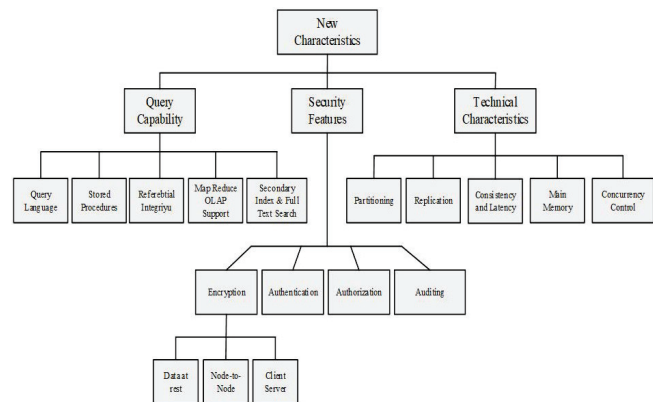 New
Characteristics
Query
Capability
Security
Features
Technical
Characteristics
Query
Language
Stored
Procedures
Referebtial
Integriyu
Map Reduce
OLAP
Support
Secondary
Index & Full
Text Search
Partitioning
Replication
Consistency
and Latency
Main
Memory
Concurrency
Control
Encryption
Authentication
Authorization
Auditing
Data at
rest
Node-to-
Node
Client
Server